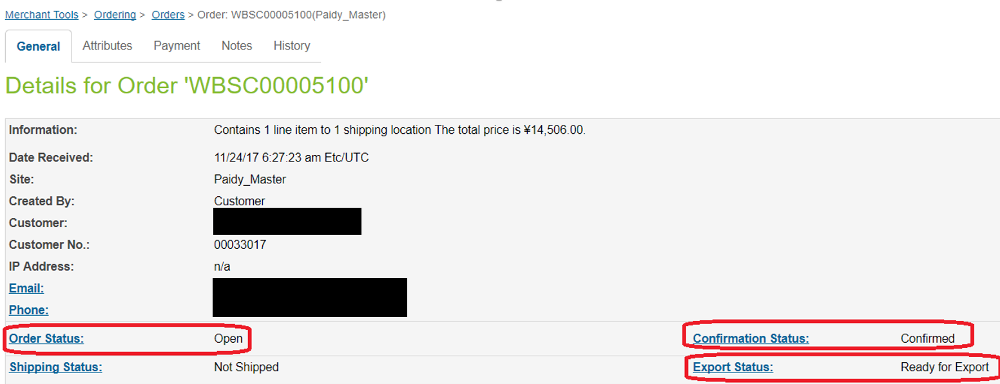 Merchant Tools > Ordering > Orders > Order: WBSC00005100(Paidy_Master)
General Attributes Payment Notes History
Details for Order 'WBSC00005100'
Information: Contains 1 line item to 1 shipping location The total price is ¥14,506.00.
Date Received: 11/24/17 6:27:23 am Etc/UTC
Site: Paidy_Master
Created By: Customer
Customer:
Customer No.: 00033017
IP Address: n/a
Email:
Phone:
Order Status: Open Confirmation Status: Confirmed
Shipping Status: Not Shipped Export Status: Ready for Export